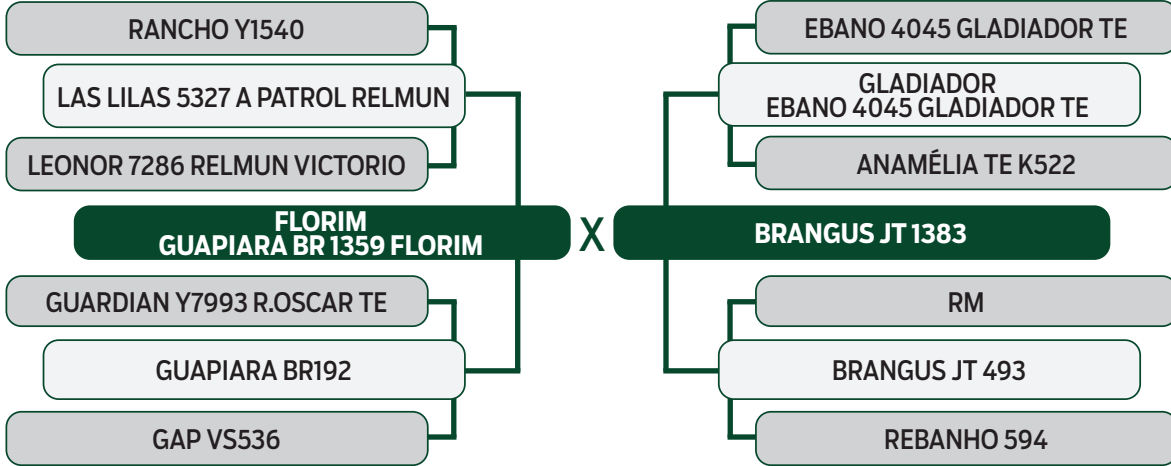 RANCHO Y1540
LAS LILAS 5327 A PATROL RELMUN
LEONOR 7286 RELMUN VICTORIO
FLORIM
GUAPIARA BR 1359 FLORIM
GUARDIAN Y7993 R.OSCAR TE
GUAPIARA BR192
GAP VS536
X
EBANO 4045 GLADIADOR TE
GLADIADOR
EBANO 4045 GLADIADOR TE
ANAMÉLIA TE K522
BRANGUS JT 1383
RM
BRANGUS JT 493
REBANHO 594